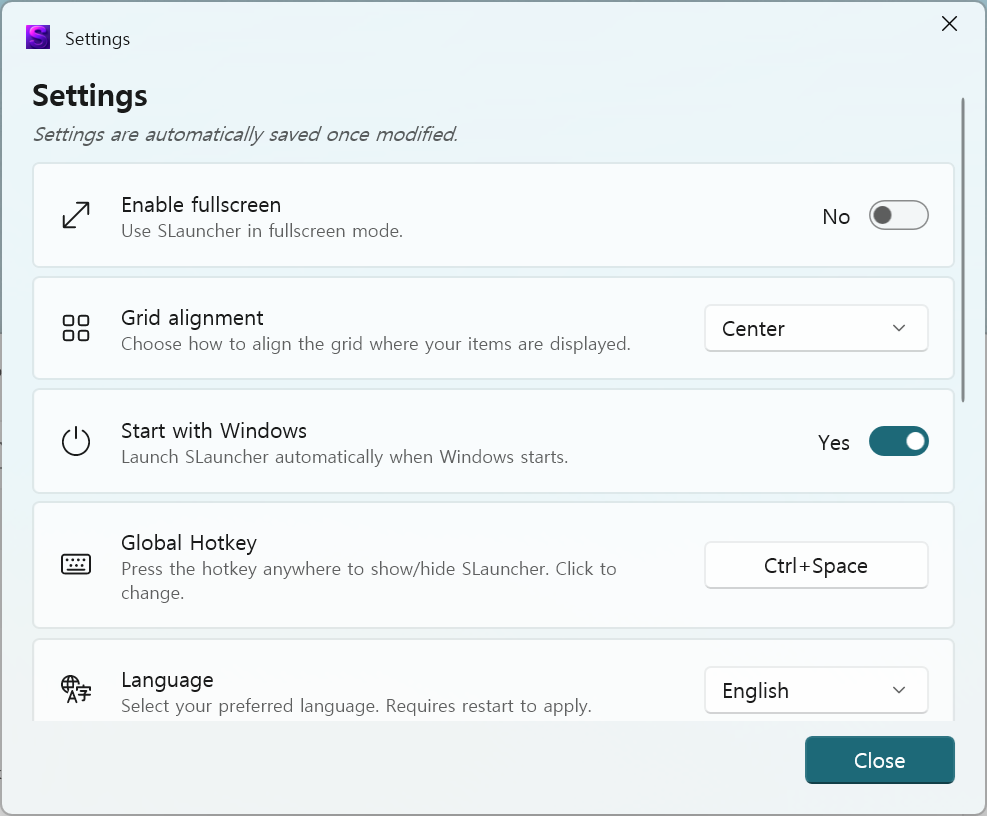 Settings
Settings
Settings are automatically saved once modified.
Enable fullscreen
Use SLauncher in fullscreen mode.
No
Grid alignment
Choose how to align the grid where your items are displayed.
Center
Start with Windows
Launch SLauncher automatically when Windows starts.
Yes
Global Hotkey
Press the hotkey anywhere to show/hide SLauncher. Click to
change.
Ctrl+Space
Language
Select your preferred language. Requires restart to apply.
English
Close